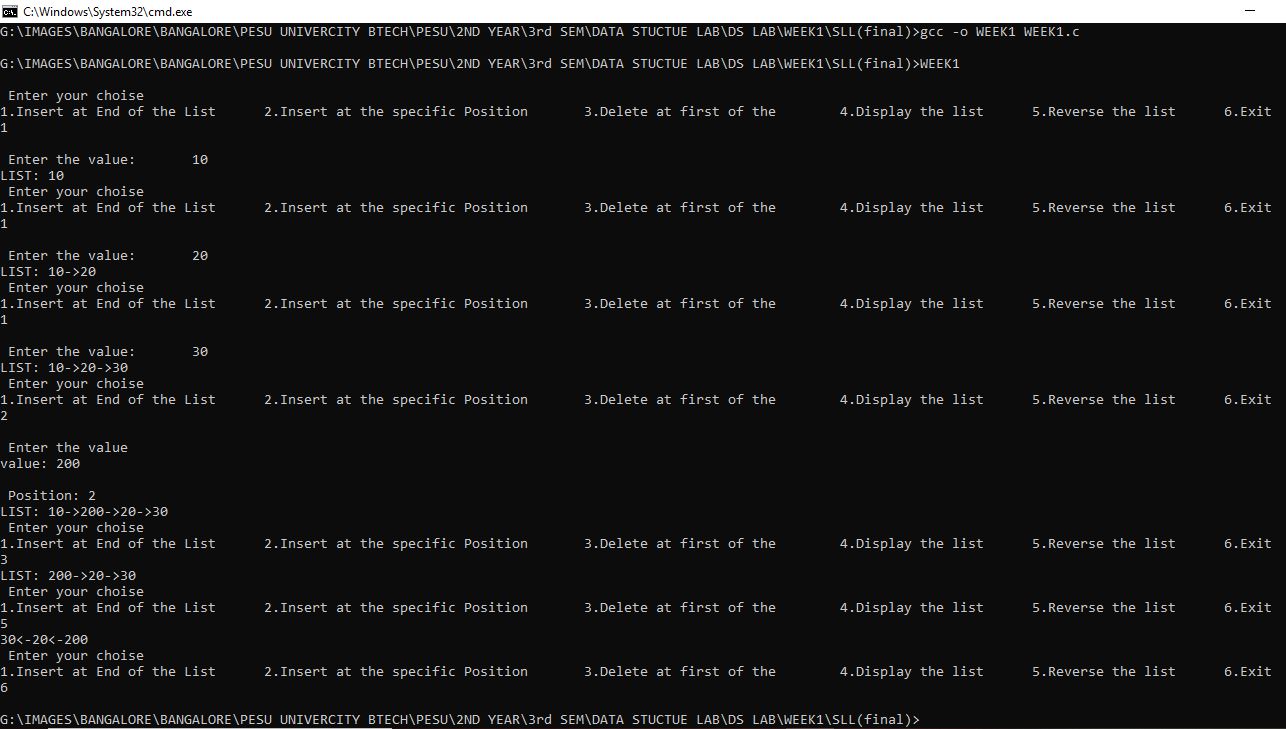 C:\Windows\System32\cmd.exe
G:\IMAGES\BANGALORE\BANGALORE\PESU UNIVERCITY BTECH\PESU\2ND YEAR\3rd SEM\DATA STUCTUE LAB\DS LAB\WEEK1\SLL(final)>gcc -o WEEK1 WEEK1.c
G:\IMAGES\BANGALORE\BANGALORE\PESU UNIVERCITY BTECH\PESU\2ND YEAR\3rd SEM\DATA STUCTUE LAB\DS LAB\WEEK1\SLL(final)>WEEK1
Enter your choise
1.Insert at End of the List 2.Insert at the specific Position 3.Delete at first of the 4.Display the list 5.Reverse the list 6.Exit
1
Enter the value: 10
LIST: 10
Enter your choise
1.Insert at End of the List 2.Insert at the specific Position 3.Delete at first of the 4.Display the list 5.Reverse the list 6.Exit
1
Enter the value: 20
LIST: 10->20
Enter your choise
1.Insert at End of the List 2.Insert at the specific Position 3.Delete at first of the 4.Display the list 5.Reverse the list 6.Exit
1
Enter the value: 30
LIST: 10->20->30
Enter your choise
1.Insert at End of the List 2.Insert at the specific Position 3.Delete at first of the 4.Display the list 5.Reverse the list 6.Exit
2
Enter the value
value: 200
Position: 2
LIST: 10->200->20->30
Enter your choise
1.Insert at End of the List 2.Insert at the specific Position 3.Delete at first of the 4.Display the list 5.Reverse the list 6.Exit
3
LIST: 200->20->30
Enter your choise
1.Insert at End of the List 2.Insert at the specific Position 3.Delete at first of the 4.Display the list 5.Reverse the list 6.Exit
5
30<-20<-200
Enter your choise
1.Insert at End of the List 2.Insert at the specific Position 3.Delete at first of the 4.Display the list 5.Reverse the list 6.Exit
6
G:\IMAGES\BANGALORE\BANGALORE\PESU UNIVERCITY BTECH\PESU\2ND YEAR\3rd SEM\DATA STUCTUE LAB\DS LAB\WEEK1\SLL(final)>